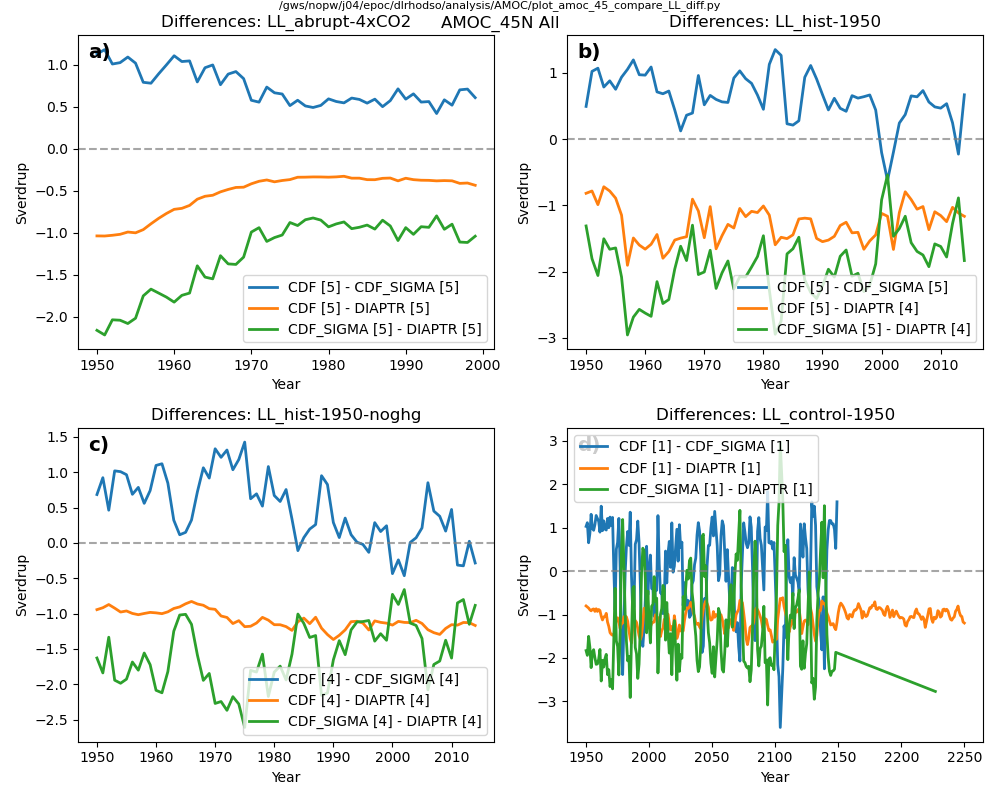 /gws/nopw/j04/epoc/dlrhodso/analysis/AMOC/plot_amoc_45_compare_LL_diff.py
AMOC_45N All
Differences: LL_abrupt-4xCO2
a)
1.0
0.5
0.0
−0.5
−1.0
−1.5
−2.0
Sverdrup
CDF [5] - CDF_SIGMA [5]
CDF [5] - DIAPTR [5]
CDF_SIGMA [5] - DIAPTR [5]
1950 1960 1970 1980 1990 2000
Year
Differences: LL_hist-1950
b)
1
0
−1
−2
−3
Sverdrup
CDF [5] - CDF_SIGMA [5]
CDF [5] - DIAPTR [4]
CDF_SIGMA [5] - DIAPTR [4]
1950 1960 1970 1980 1990 2000 2010
Year
Differences: LL_hist-1950-noghg
c)
1.5
1.0
0.5
0.0
−0.5
−1.0
−1.5
−2.0
−2.5
Sverdrup
CDF [4] - CDF_SIGMA [4]
CDF [4] - DIAPTR [4]
CDF_SIGMA [4] - DIAPTR [4]
1950 1960 1970 1980 1990 2000 2010
Year
Differences: LL_control-1950
d)
3
2
1
0
−1
−2
−3
Sverdrup
CDF [1] - CDF_SIGMA [1]
CDF [1] - DIAPTR [1]
CDF_SIGMA [1] - DIAPTR [1]
1950 2000 2050 2100 2150 2200 2250
Year